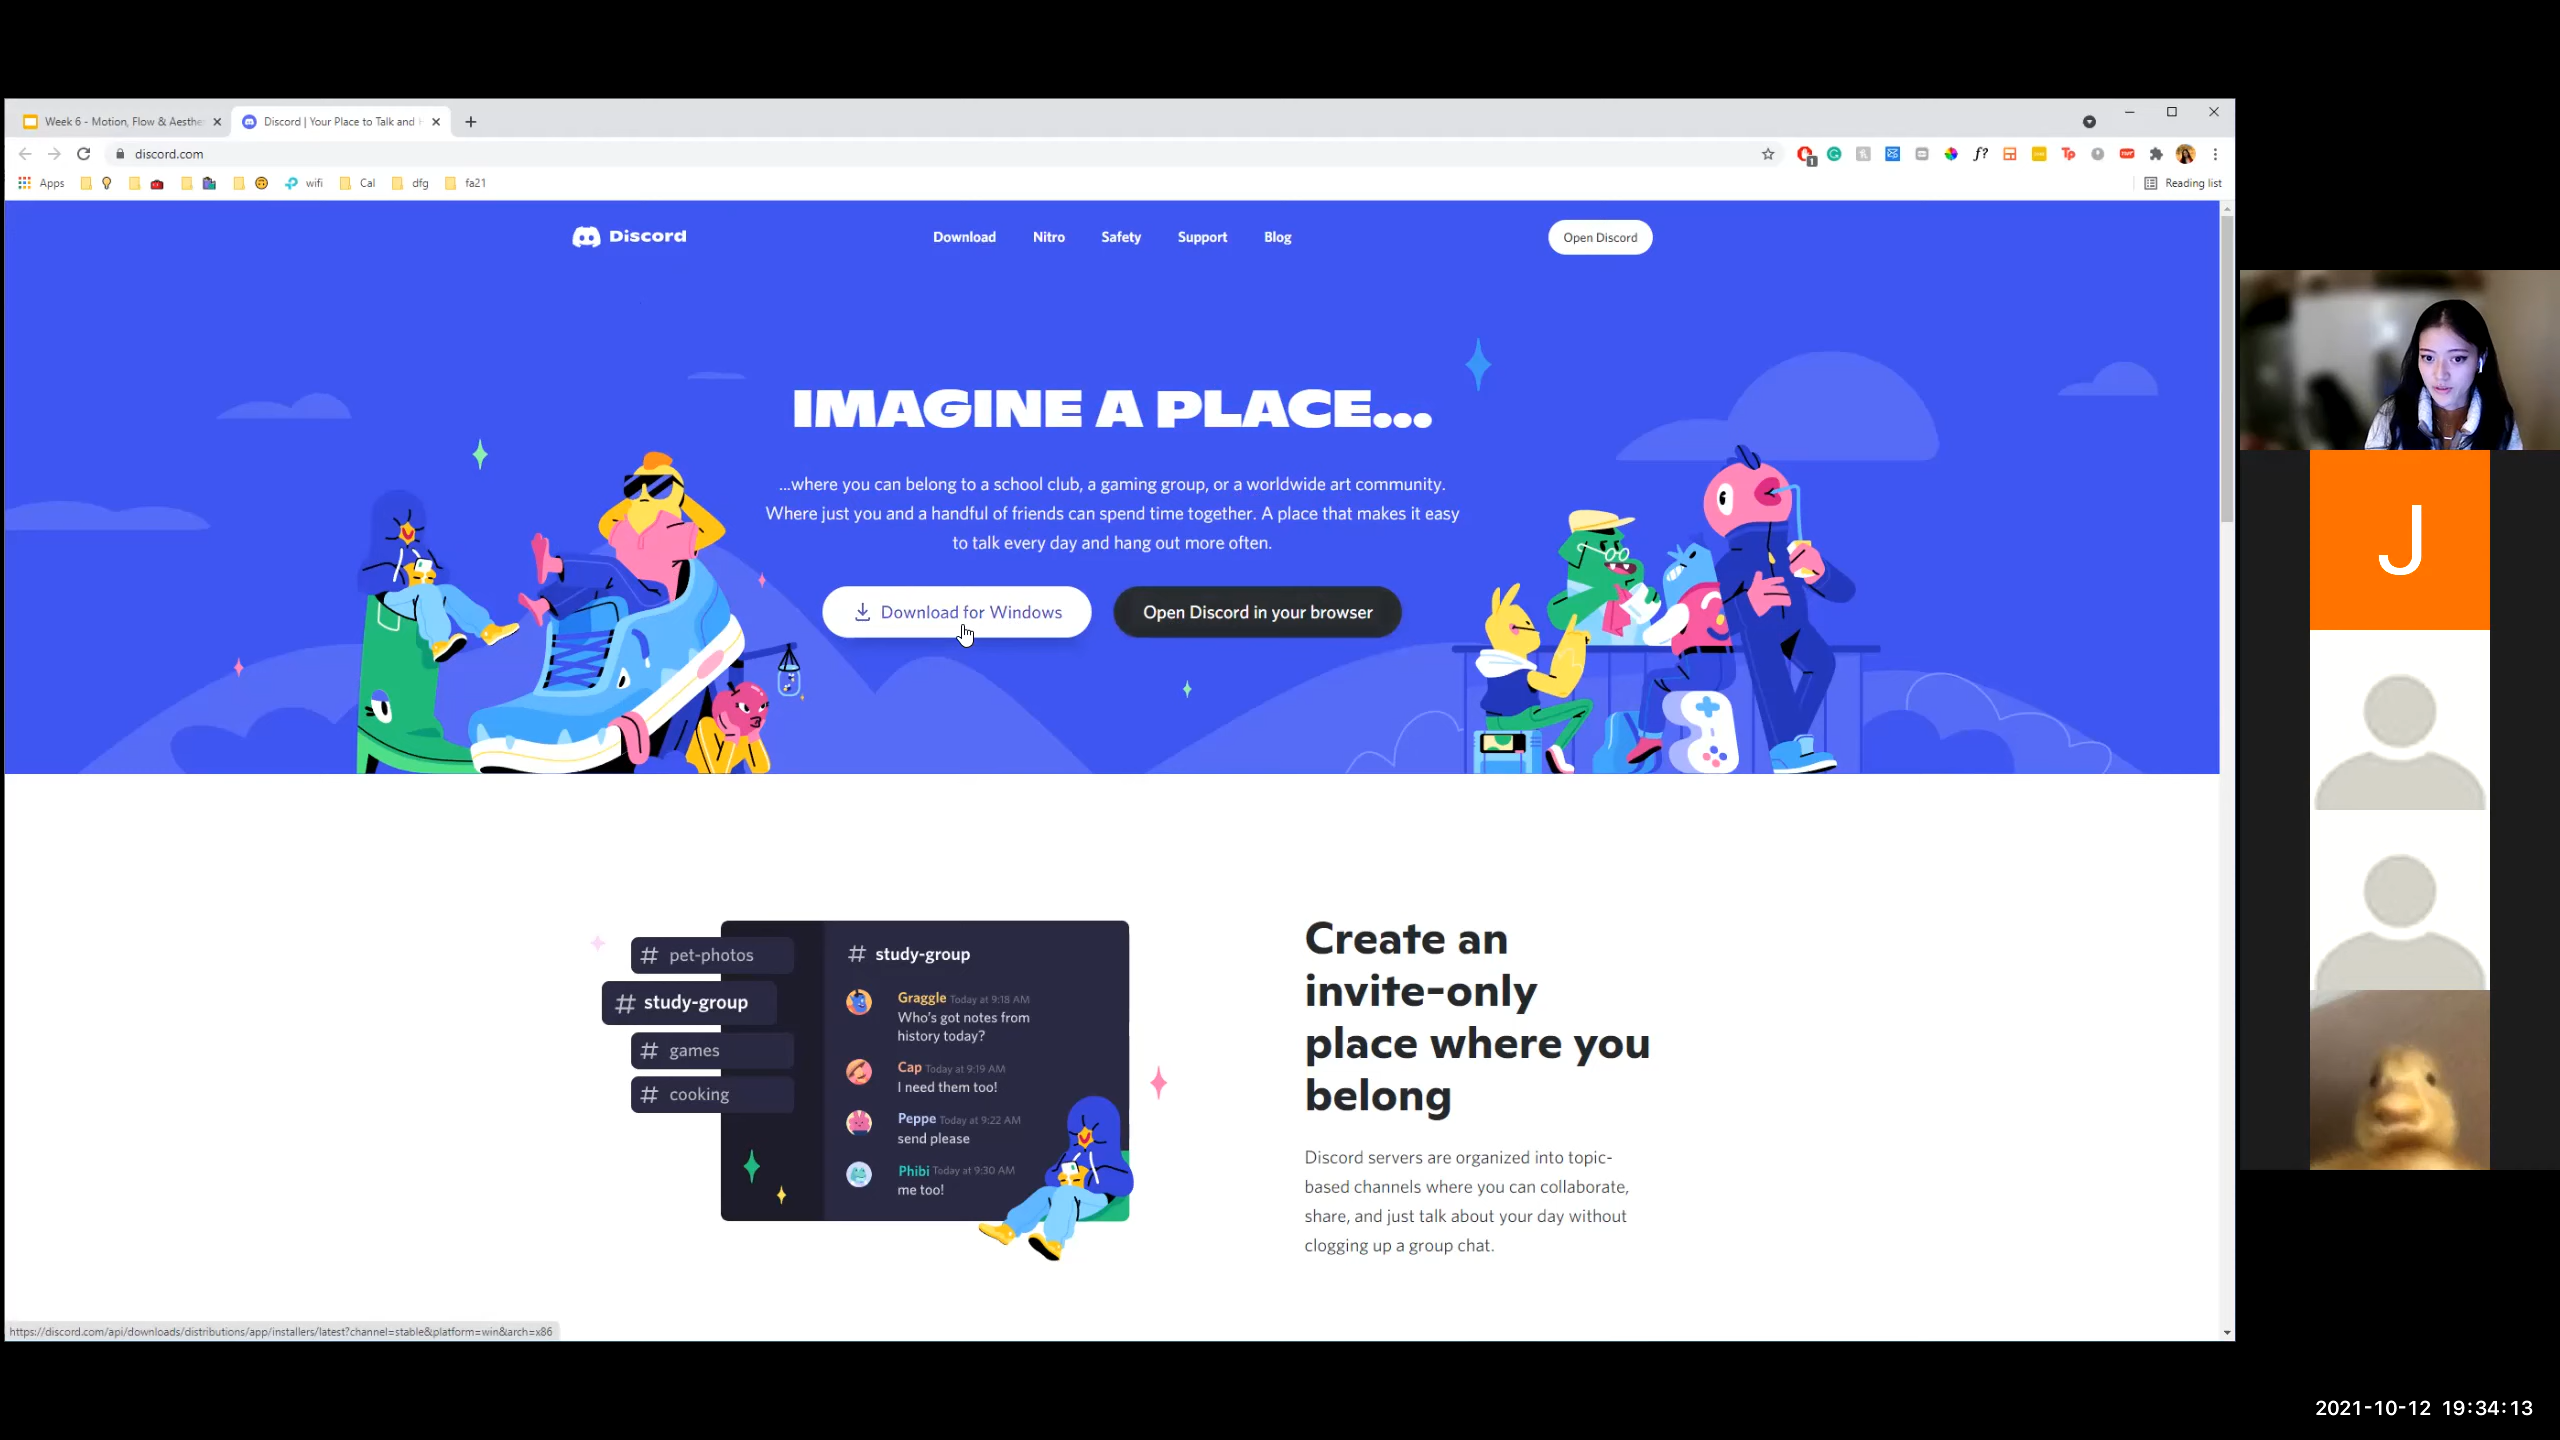 Week 6 - Motion, Flow & Aesthe
Discord | Your Place to Talk and H
discord.com
Apps
wifi
Cal
dfg
fa21
Reading list
Discord
Download
Nitro
Safety
Support
Blog
Open Discord
IMAGINE A PLACE...
...where you can belong to a school club, a gaming group, or a worldwide art community.
Where just you and a handful of friends can spend time together. A place that makes it easy
to talk every day and hang out more often.
Download for Windows
Open Discord in your browser
# pet-photos
# study-group
# games
# cooking
# study-group
Graggle Today at 9:18 AM
Who's got notes from
history today?
Cap Today at 9:19 AM
I need them too!
Peppe Today at 9:22 AM
send please
Phibi Today at 9:30 AM
me too!
Create an
invite-only
place where you
belong
Discord servers are organized into topic-
based channels where you can collaborate,
share, and just talk about your day without
clogging up a group chat.
https://discord.com/api/downloads/distributions/app/installers/latest?channel=stable&platform=win&arch=x86
J
2021-10-12 19:34:13